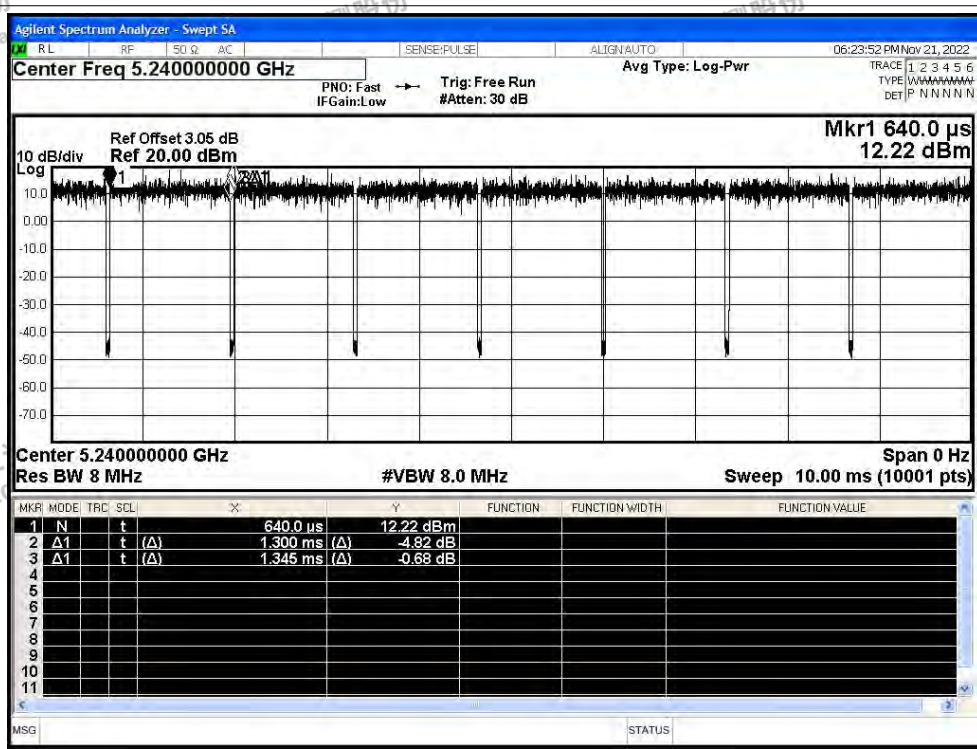 Agilent Spectrum Analyzer - Swept SA
RL RF 50 Ω AC SENSE:PULSE ALIGN AUTO 06:23:52 PM Nov 21, 2022
Center Freq 5.240000000 GHz Avg Type: Log-Pwr TRACE 1 2 3 4 5 6
PNO: Fast Trig: Free Run TYPE WWWWWW
IFGain:Low #Atten: 30 dB DET P N N N N N
Ref Offset 3.05 dB Mkr1 640.0 µs
10 dB/div Ref 20.00 dBm 12.22 dBm
Log
1
10.0
0.00
-10.0
-20.0
-30.0
-40.0
-50.0
-60.0
-70.0
Center 5.240000000 GHz Span 0 Hz
Res BW 8 MHz #VBW 8.0 MHz Sweep 10.00 ms (10001 pts)
MKR MODE TRC SCL X Y FUNCTION FUNCTION WIDTH FUNCTION VALUE
1 N t 640.0 µs 12.22 dBm
2 Δ1 t (Δ) 1.300 ms (Δ) -4.82 dB
3 Δ1 t (Δ) 1.345 ms (Δ) -0.68 dB
4
5
6
7
8
9
10
11
MSG STATUS